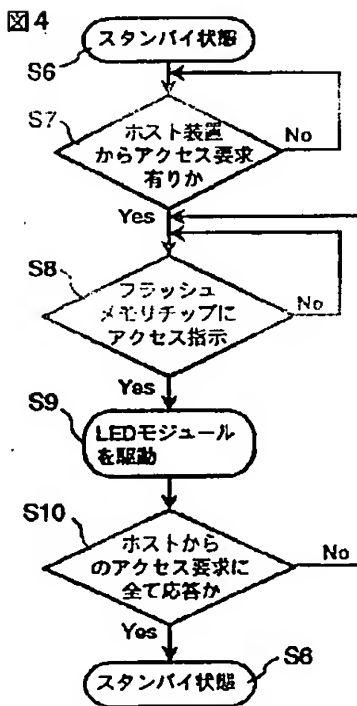 図4
スタンバイ状態
S6
S7
ホスト装置
からアクセス要求
有りか
No
Yes
S8
フラッシュ
メモリチップに
アクセス指示
No
Yes
S9
LEDモジュール
を駆動
S10
ホストから
のアクセス要求に
全て応答か
No
Yes
S6
スタンバイ状態